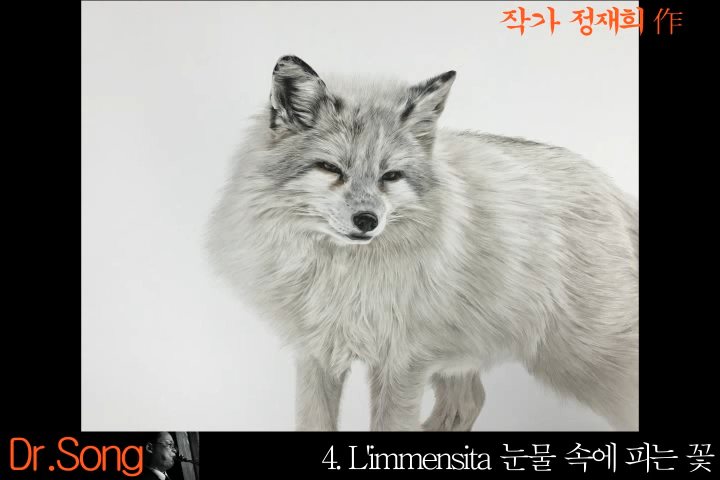 작가 정재희 作
Dr.Song
4. L'immensita 눈물 속에 피는 꽃